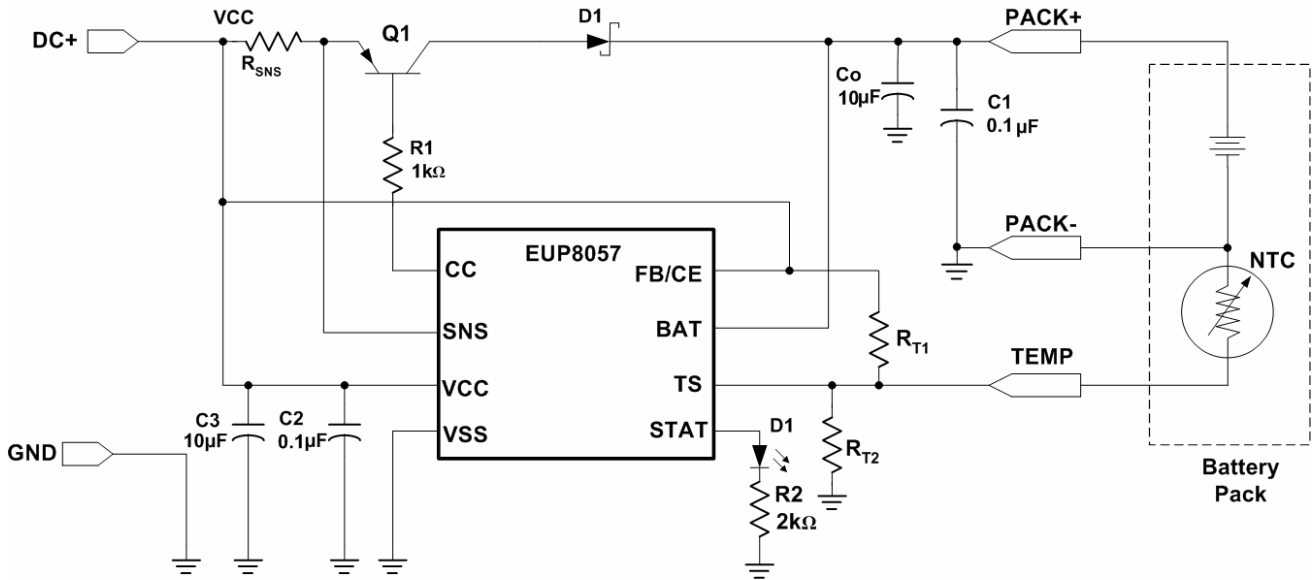 DC+
VCC
R_SNS
Q1
D1
PACK+
Co
10µF
C1
0.1µF
R1
1kΩ
EUP8057
CC
SNS
VCC
VSS
FB/CE
BAT
TS
STAT
PACK-
NTC
R_T1
TEMP
C3
10µF
C2
0.1µF
GND
D1
R_T2
R2
2kΩ
Battery
Pack